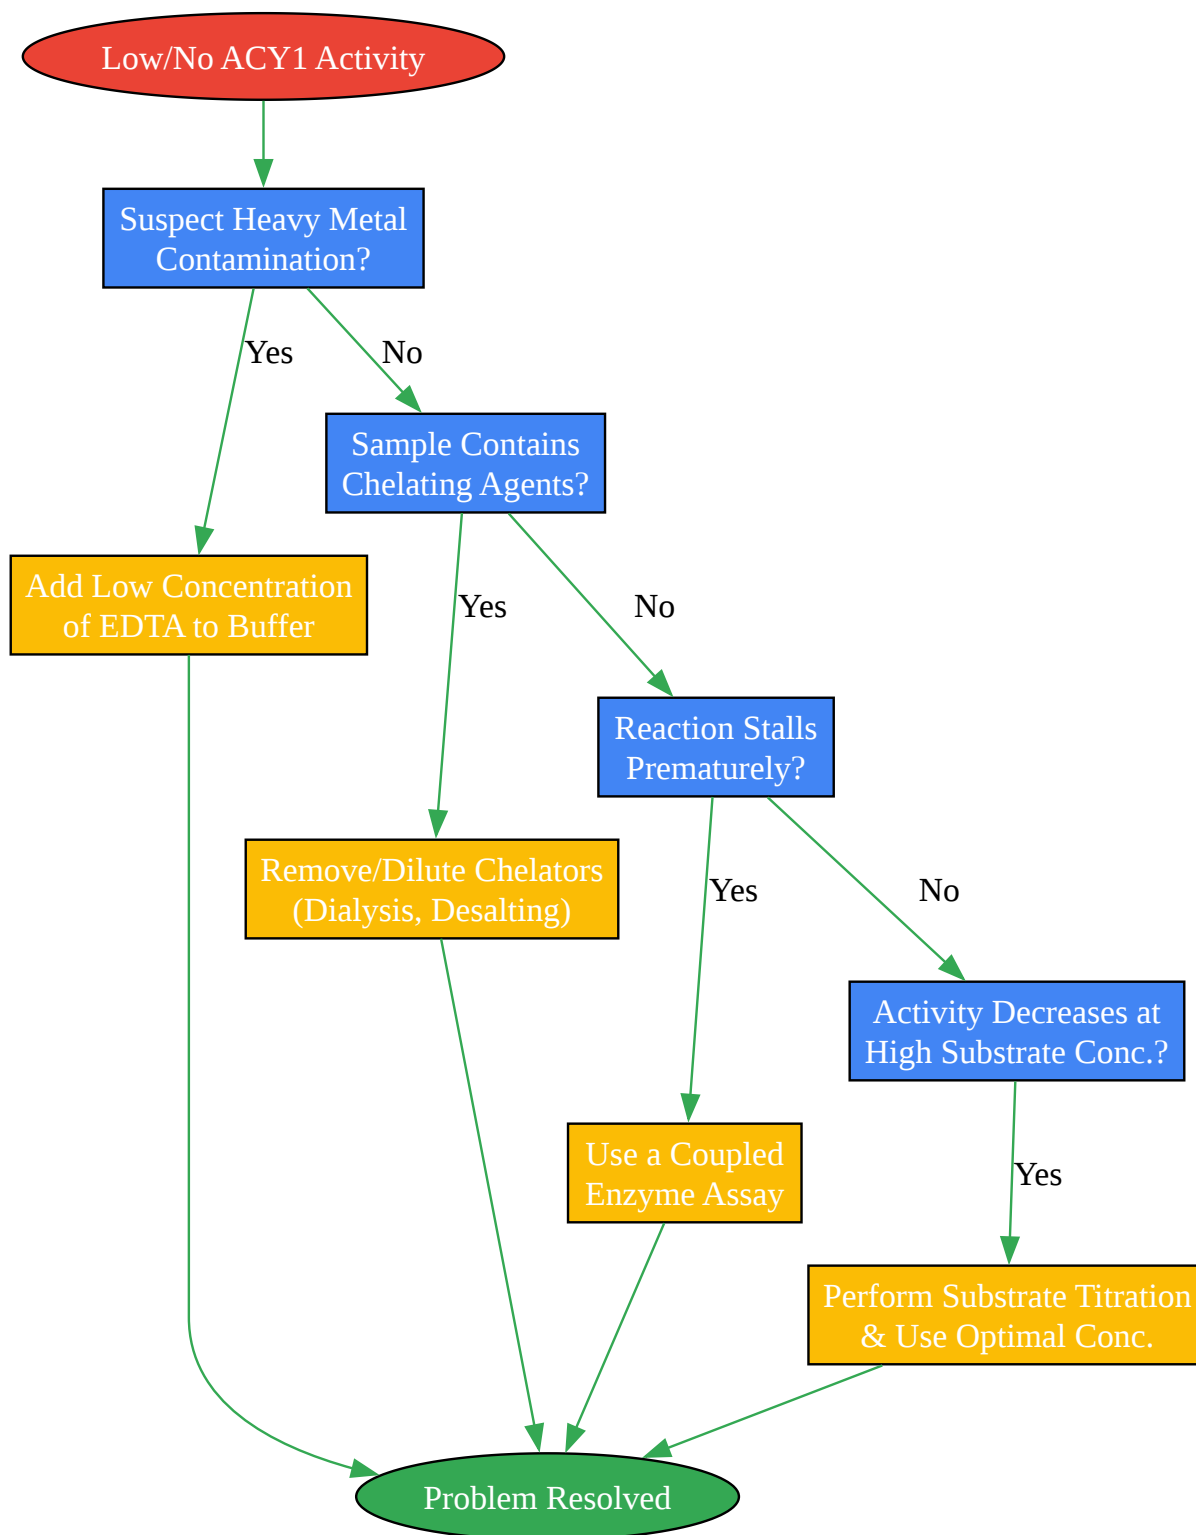 Low/No ACY1 Activity
Suspect Heavy Metal
Contamination?
Yes
No
Sample Contains
Chelating Agents?
Add Low Concentration
of EDTA to Buffer
Yes
No
Reaction Stalls
Prematurely?
Remove/Dilute Chelators
(Dialysis, Desalting)
Yes
No
Activity Decreases at
High Substrate Conc.?
Use a Coupled
Enzyme Assay
Yes
Perform Substrate Titration
& Use Optimal Conc.
Problem Resolved